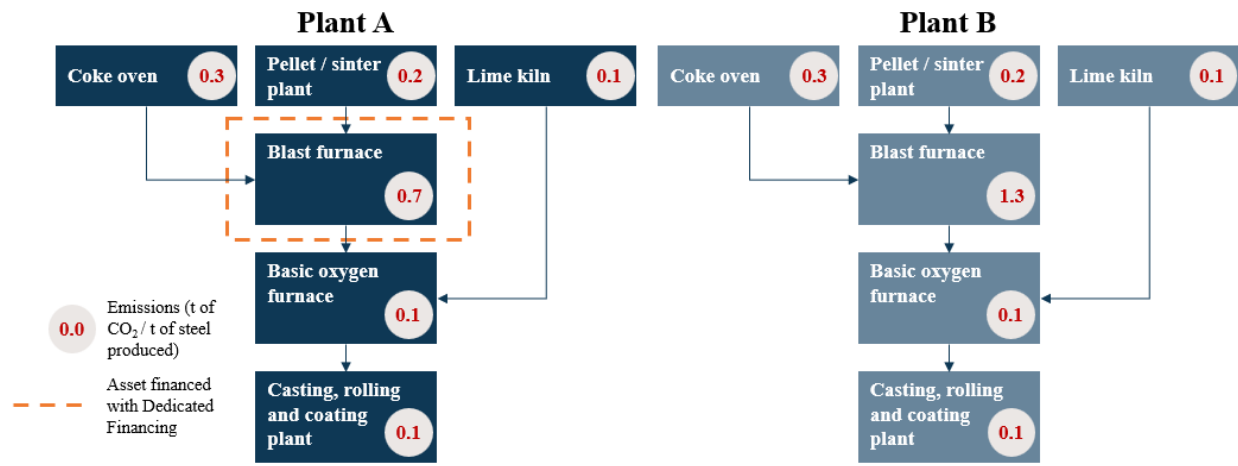 Plant A
Plant B
Coke oven
0.3
Pellet / sinter
plant
0.2
Lime kiln
0.1
Coke oven
0.3
Pellet / sinter
plant
0.2
Lime kiln
0.1
Blast furnace
0.7
Blast furnace
1.3
Basic oxygen
furnace
0.1
Basic oxygen
furnace
0.1
0.0
Emissions (t of
CO₂ / t of steel
produced)
Asset financed
with Dedicated
Financing
Casting, rolling
and coating
plant
0.1
Casting, rolling
and coating
plant
0.1